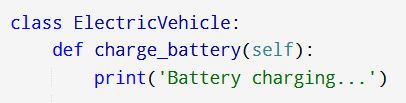 class ElectricVehicle:
    def charge_battery(self):
        print('Battery charging...')